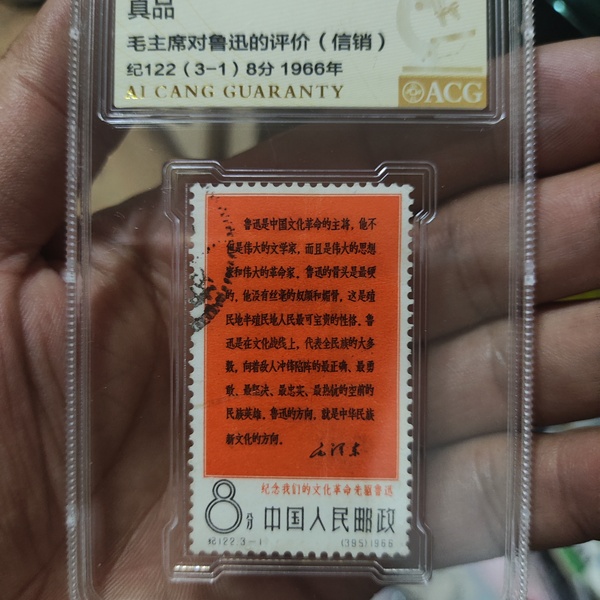 真品
毛主席对鲁迅的评价（信销）
纪122（3-1）8分 1966年
AI CANG GUARANTY
ACG
鲁迅是中国文化革命的主将，他不
是伟大的文学家，而且是伟大的思想
和伟大的革命家。鲁迅的骨头是最硬
的，他没有丝毫的奴颜和媚骨，这是殖
民地半殖民地人民最可宝贵的性格。鲁
迅是在文化战线上，代表全民族的大多
数，向着敌人冲锋陷阵的最正确、最勇
敢、最坚决、最忠实、最热忱的空前的
民族英雄。鲁迅的方向，就是中华民族
新文化的方向。
毛泽东
纪念我们的文化革命先驱鲁迅
8分 中国人民邮政
纪122.3-1 (395)1966